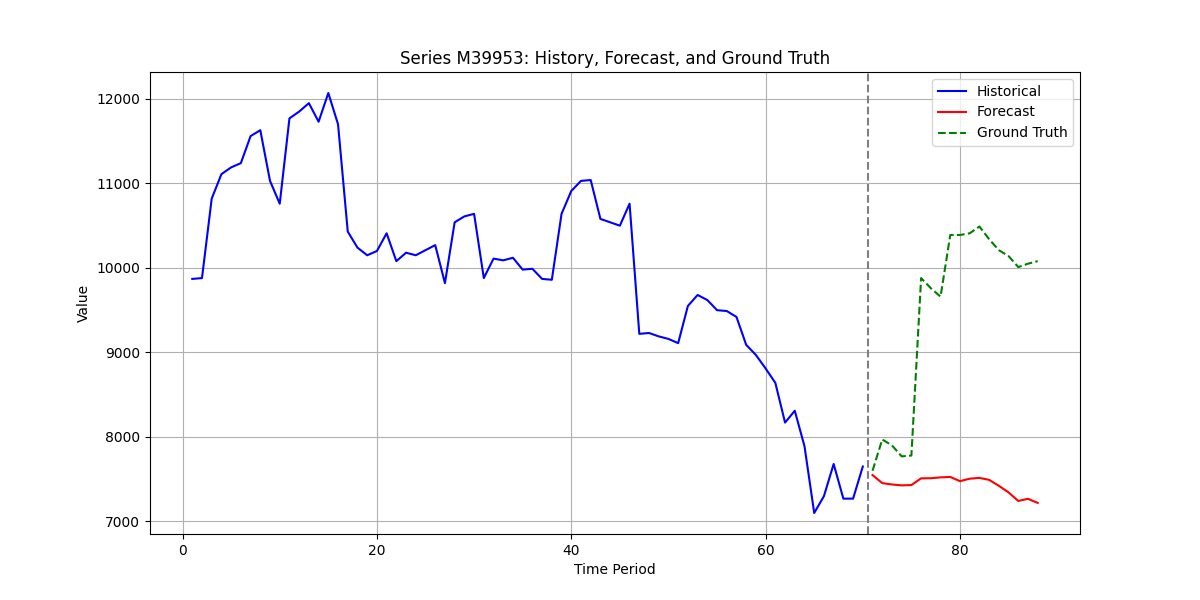 Series M39953: History, Forecast, and Ground Truth
Historical
Forecast
Ground Truth
12000
11000
10000
9000
8000
7000
Value
0
20
40
60
80
Time Period